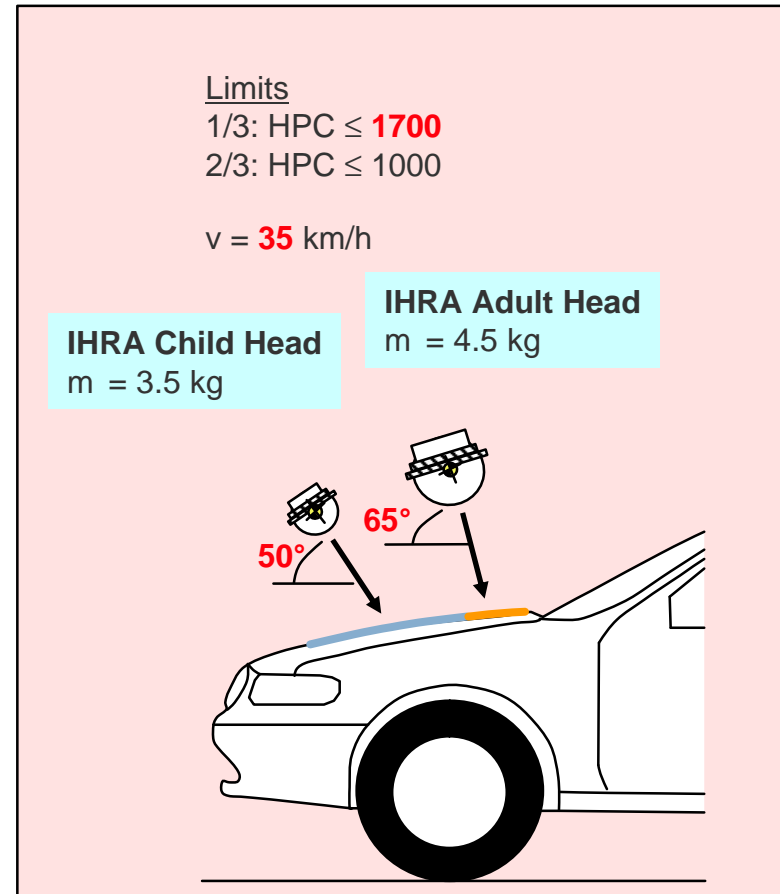 Limits
1/3: HPC ≤ 1700
2/3: HPC ≤ 1000
v = 35 km/h
IHRA Adult Head
m = 4.5 kg
IHRA Child Head
m = 3.5 kg
65°
50°